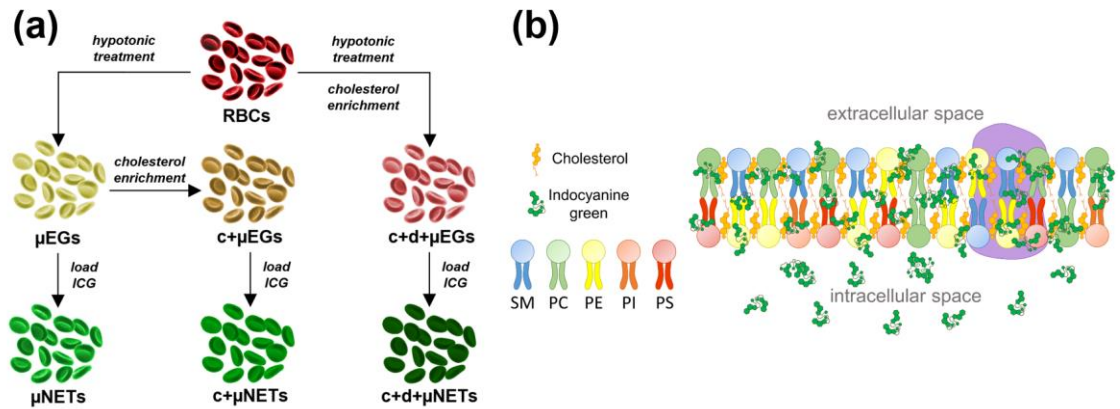 (a)
hypotonic
treatment
hypotonic
treatment
cholesterol
enrichment
RBCs
cholesterol
enrichment
μEGs
c+μEGs
c+d+μEGs
load
ICG
load
ICG
load
ICG
μNETs
c+μNETs
c+d+μNETs
(b)
extracellular space
Cholesterol
Indocyanine
green
SM PC PE PI PS
intracellular space